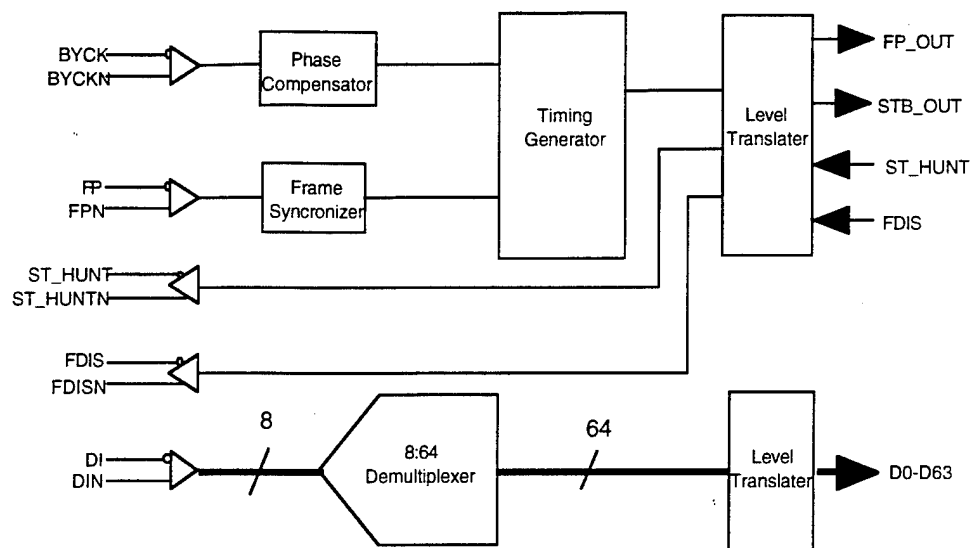 BYCK
BYCKN
Phase
Compensator
Timing
Generator
Level
Translater
FP_OUT
STB_OUT
ST_HUNT
FDIS
FP
FPN
Frame
Syncronizer
ST_HUNT
ST_HUNTN
FDIS
FDISN
DI
DIN
8
8:64
Demultiplexer
64
Level
Translater
D0-D63